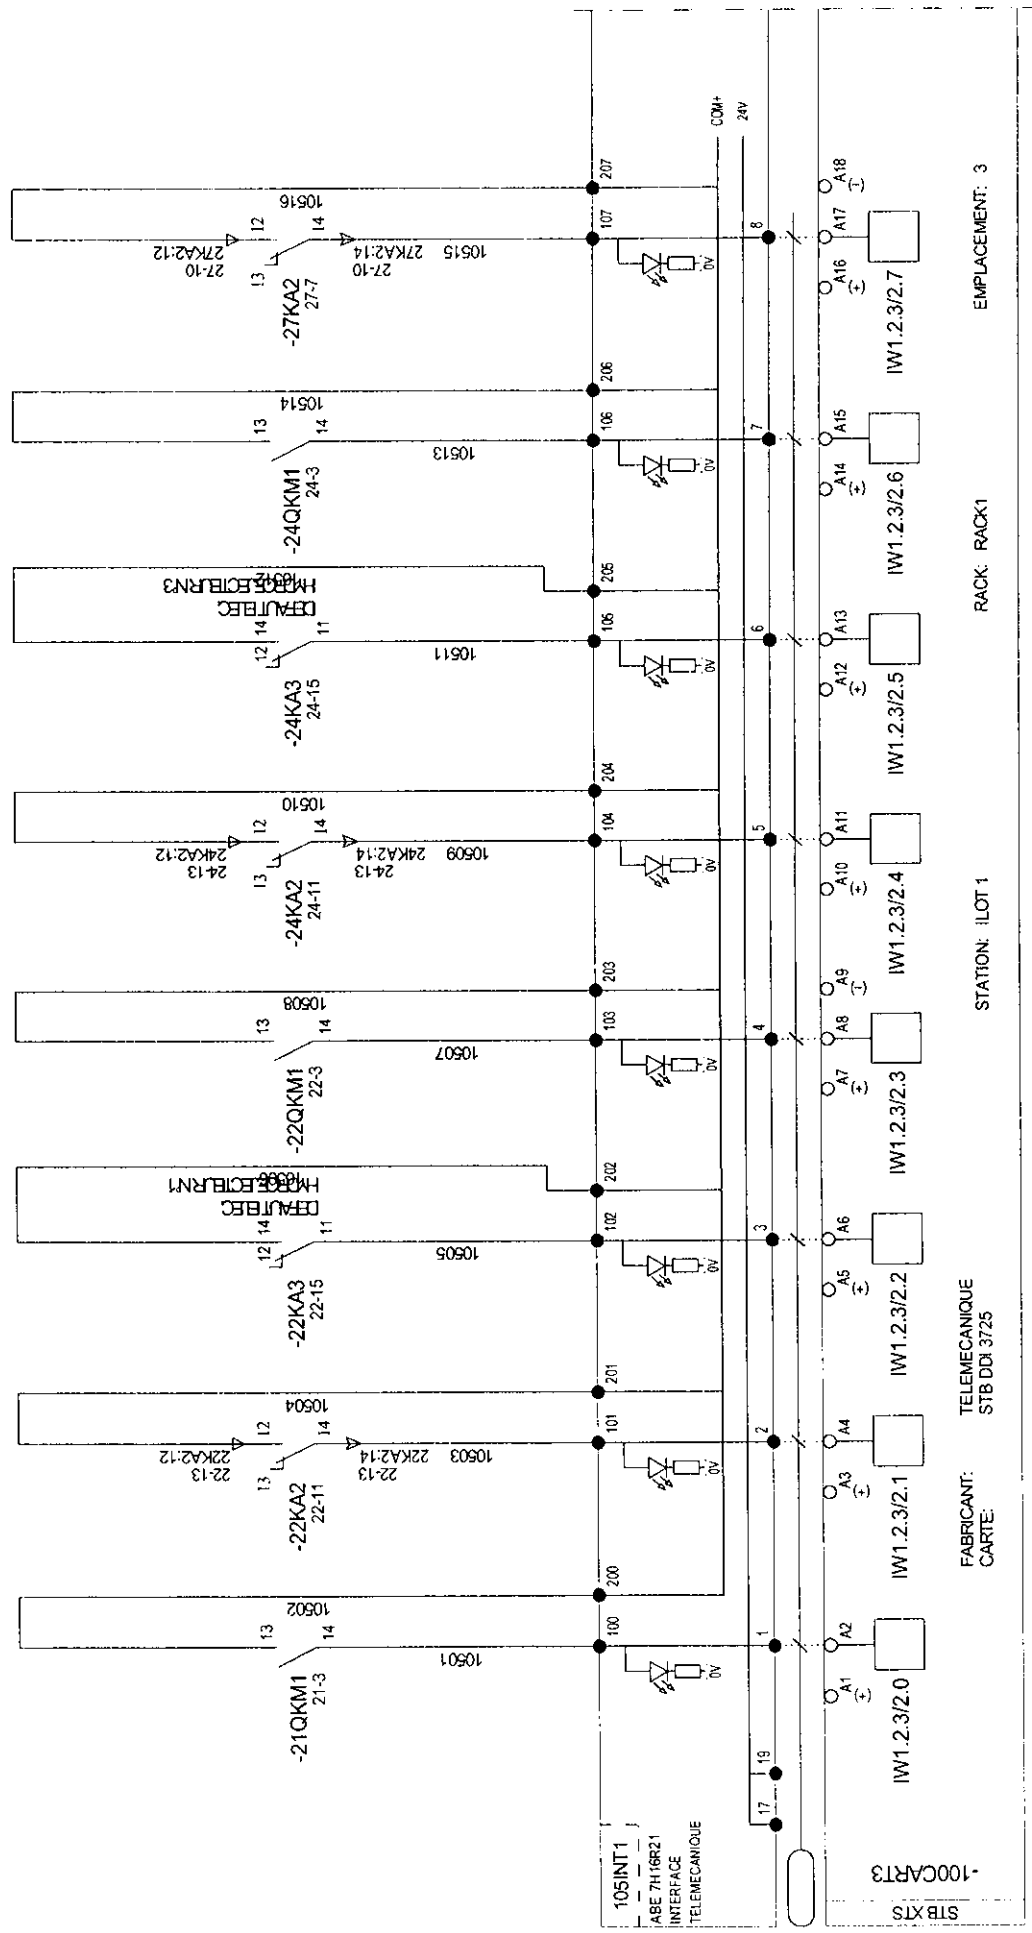 10502
13
14
-21QKM1
21-3
10501
10504
22KA2:12
22-13
12
13
14
-22KA2
22-11
22KA2:14
22-13
10503
DEFAUT ELEC
14
12
11
-22KA3
22-15
10505
10508
13
14
-22QKM1
22-3
10507
10510
24KA2:12
24-13
12
13
14
-24KA2
24-11
24KA2:14
24-13
10509
DEFAUT ELEC
14
12
11
-24KA3
24-15
10511
10514
13
14
-24QKM1
24-3
10513
10516
27KA2:12
27-10
12
13
14
-27KA2
27-7
27KA2:14
27-10
10515
105INT1
ABE 7H16R21
INTERFACE
TELEMECANIQUE
100
200
101
201
102
202
103
203
104
204
105
205
106
206
107
207
0V
0V
0V
0V
0V
0V
0V
0V
COM+
24V
17
19
1
2
3
4
5
6
7
8
STB XTS
-100CART3
A1
(+)
A2
A3
(+)
A4
A5
(+)
A6
A7
(+)
A8
A9
(-)
A10
(+)
A11
A12
(+)
A13
A14
(+)
A15
A16
(+)
A17
A18
(-)
IW1.2.3/2.0
IW1.2.3/2.1
IW1.2.3/2.2
IW1.2.3/2.3
IW1.2.3/2.4
IW1.2.3/2.5
IW1.2.3/2.6
IW1.2.3/2.7
FABRICANT: TELEMECANIQUE
CARTE: STB DDI 3725
STATION: ILOT 1
RACK: RACK1
EMPLACEMENT: 3